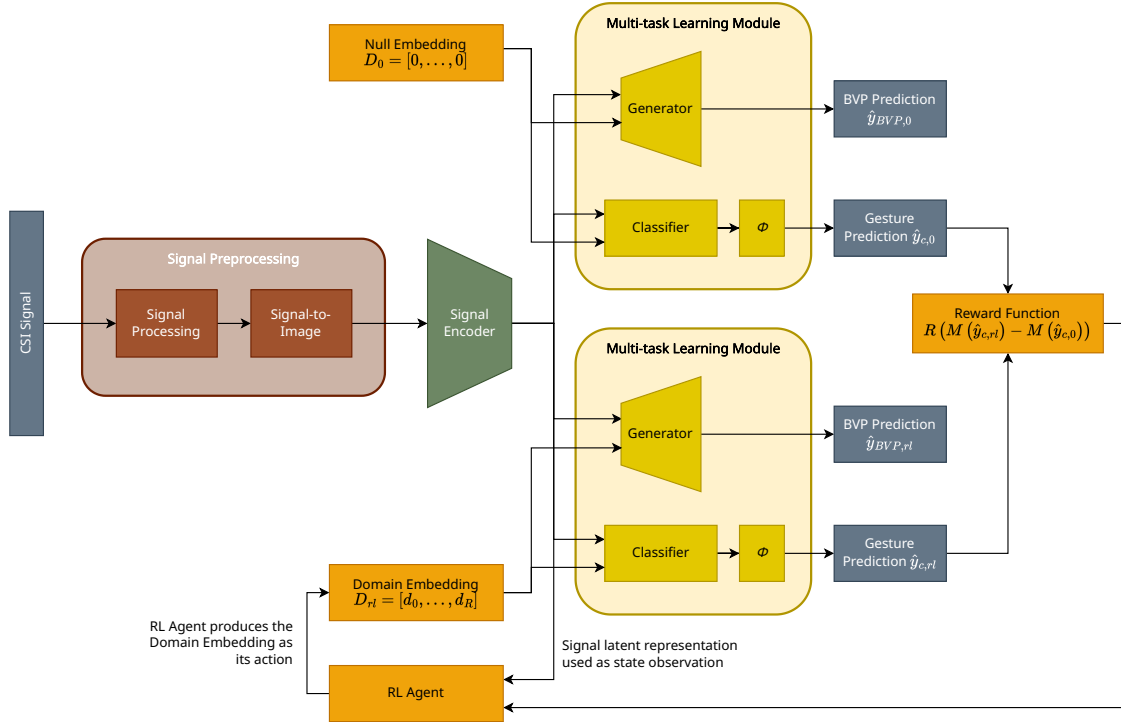 Multi-task Learning Module
Null Embedding
D_0 = [0, . . . , 0]
Generator
BVP Prediction
ŷ_{BVP,0}
Classifier
Φ
Gesture
Prediction ŷ_{c,0}
CSI Signal
Signal Preprocessing
Signal
Processing
Signal-to-
Image
Signal
Encoder
Reward Function
R (M (ŷ_{c,rl}) − M (ŷ_{c,0}))
Multi-task Learning Module
Generator
BVP Prediction
ŷ_{BVP,rl}
Classifier
Φ
Gesture
Prediction ŷ_{c,rl}
Domain Embedding
D_{rl} = [d_0, . . . , d_R]
RL Agent produces the
Domain Embedding as
its action
Signal latent representation
used as state observation
RL Agent